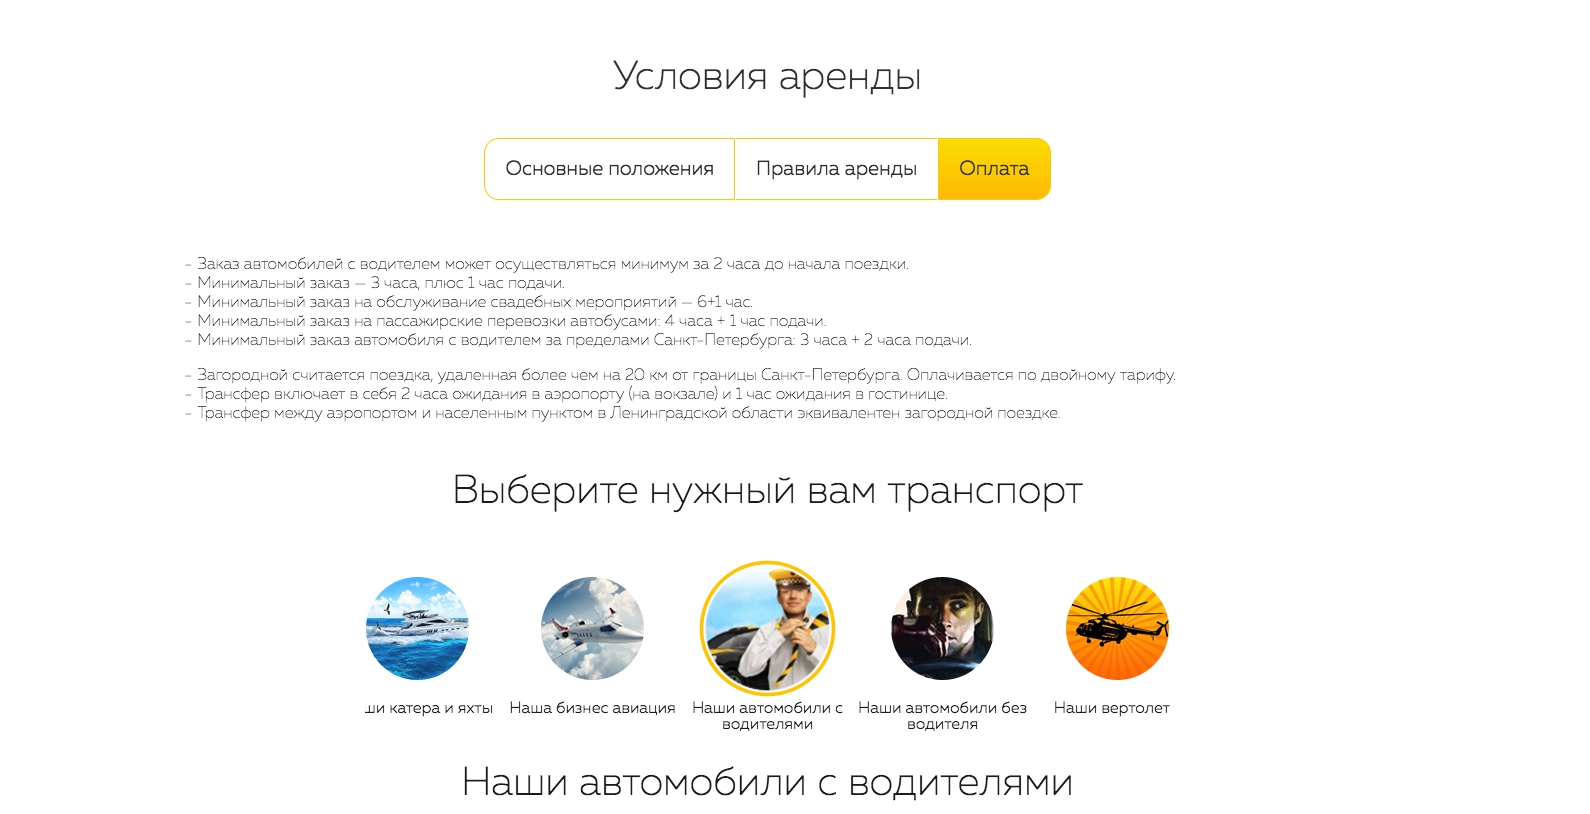 Условия аренды
Основные положения
Правила аренды
Оплата
- Заказ автомобилей с водителем может осуществляться минимум за 2 часа до начала поездки.
- Минимальный заказ — 3 часа, плюс 1 час подачи.
- Минимальный заказ на обслуживание свадебных мероприятий — 6+1 час.
- Минимальный заказ на пассажирские перевозки автобусами: 4 часа + 1 час подачи.
- Минимальный заказ автомобиля с водителем за пределами Санкт-Петербурга: 3 часа + 2 часа подачи.
- Загородной считается поездка, удаленная более чем на 20 км от границы Санкт-Петербурга. Оплачивается по двойному тарифу.
- Трансфер включает в себя 2 часа ожидания в аэропорту (на вокзале) и 1 час ожидания в гостинице.
- Трансфер между аэропортом и населенным пунктом в Ленинградской области эквивалентен загородной поездке.
Выберите нужный вам транспорт
ши катера и яхты
Наша бизнес авиация
Наши автомобили с
водителями
Наши автомобили без
водителя
Наши вертолет
Наши автомобили с водителями